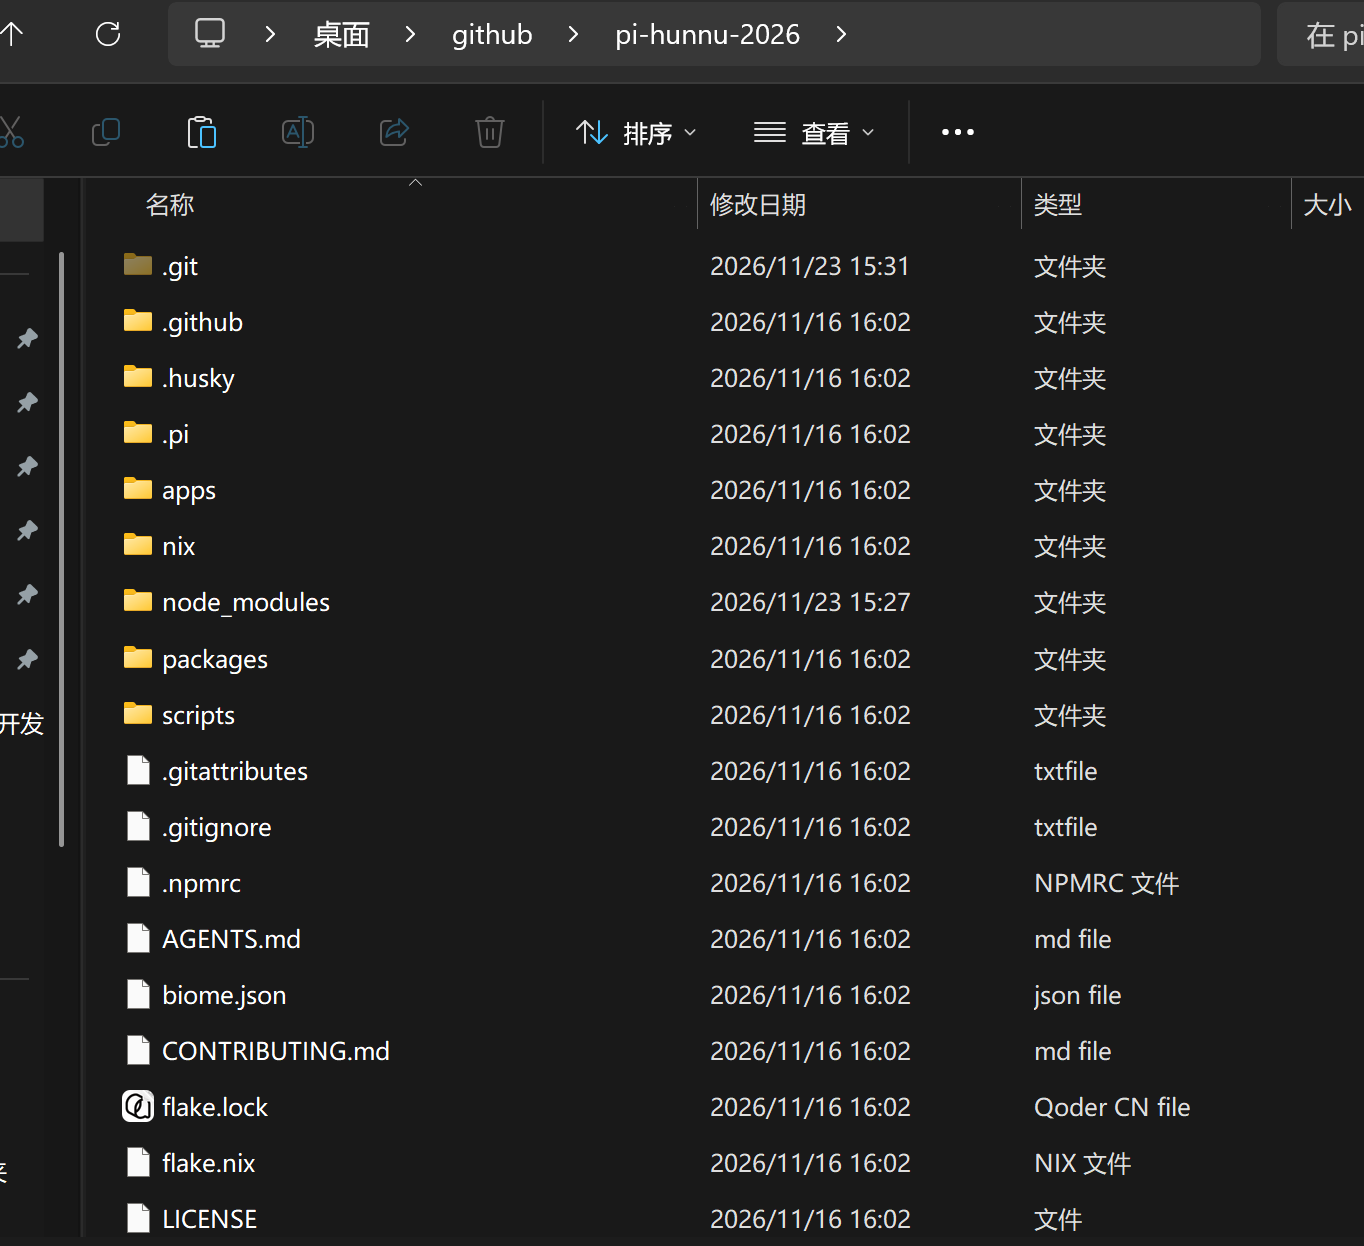 桌面 github pi-hunnu-2026 在 pi
排序 查看
名称 修改日期 类型 大小
.git 2026/11/23 15:31 文件夹
.github 2026/11/16 16:02 文件夹
.husky 2026/11/16 16:02 文件夹
.pi 2026/11/16 16:02 文件夹
apps 2026/11/16 16:02 文件夹
nix 2026/11/16 16:02 文件夹
node_modules 2026/11/23 15:27 文件夹
packages 2026/11/16 16:02 文件夹
scripts 2026/11/16 16:02 文件夹
开发
.gitattributes 2026/11/16 16:02 txtfile
.gitignore 2026/11/16 16:02 txtfile
.npmrc 2026/11/16 16:02 NPMRC 文件
AGENTS.md 2026/11/16 16:02 md file
biome.json 2026/11/16 16:02 json file
CONTRIBUTING.md 2026/11/16 16:02 md file
flake.lock 2026/11/16 16:02 Qoder CN file
flake.nix 2026/11/16 16:02 NIX 文件
LICENSE 2026/11/16 16:02 文件